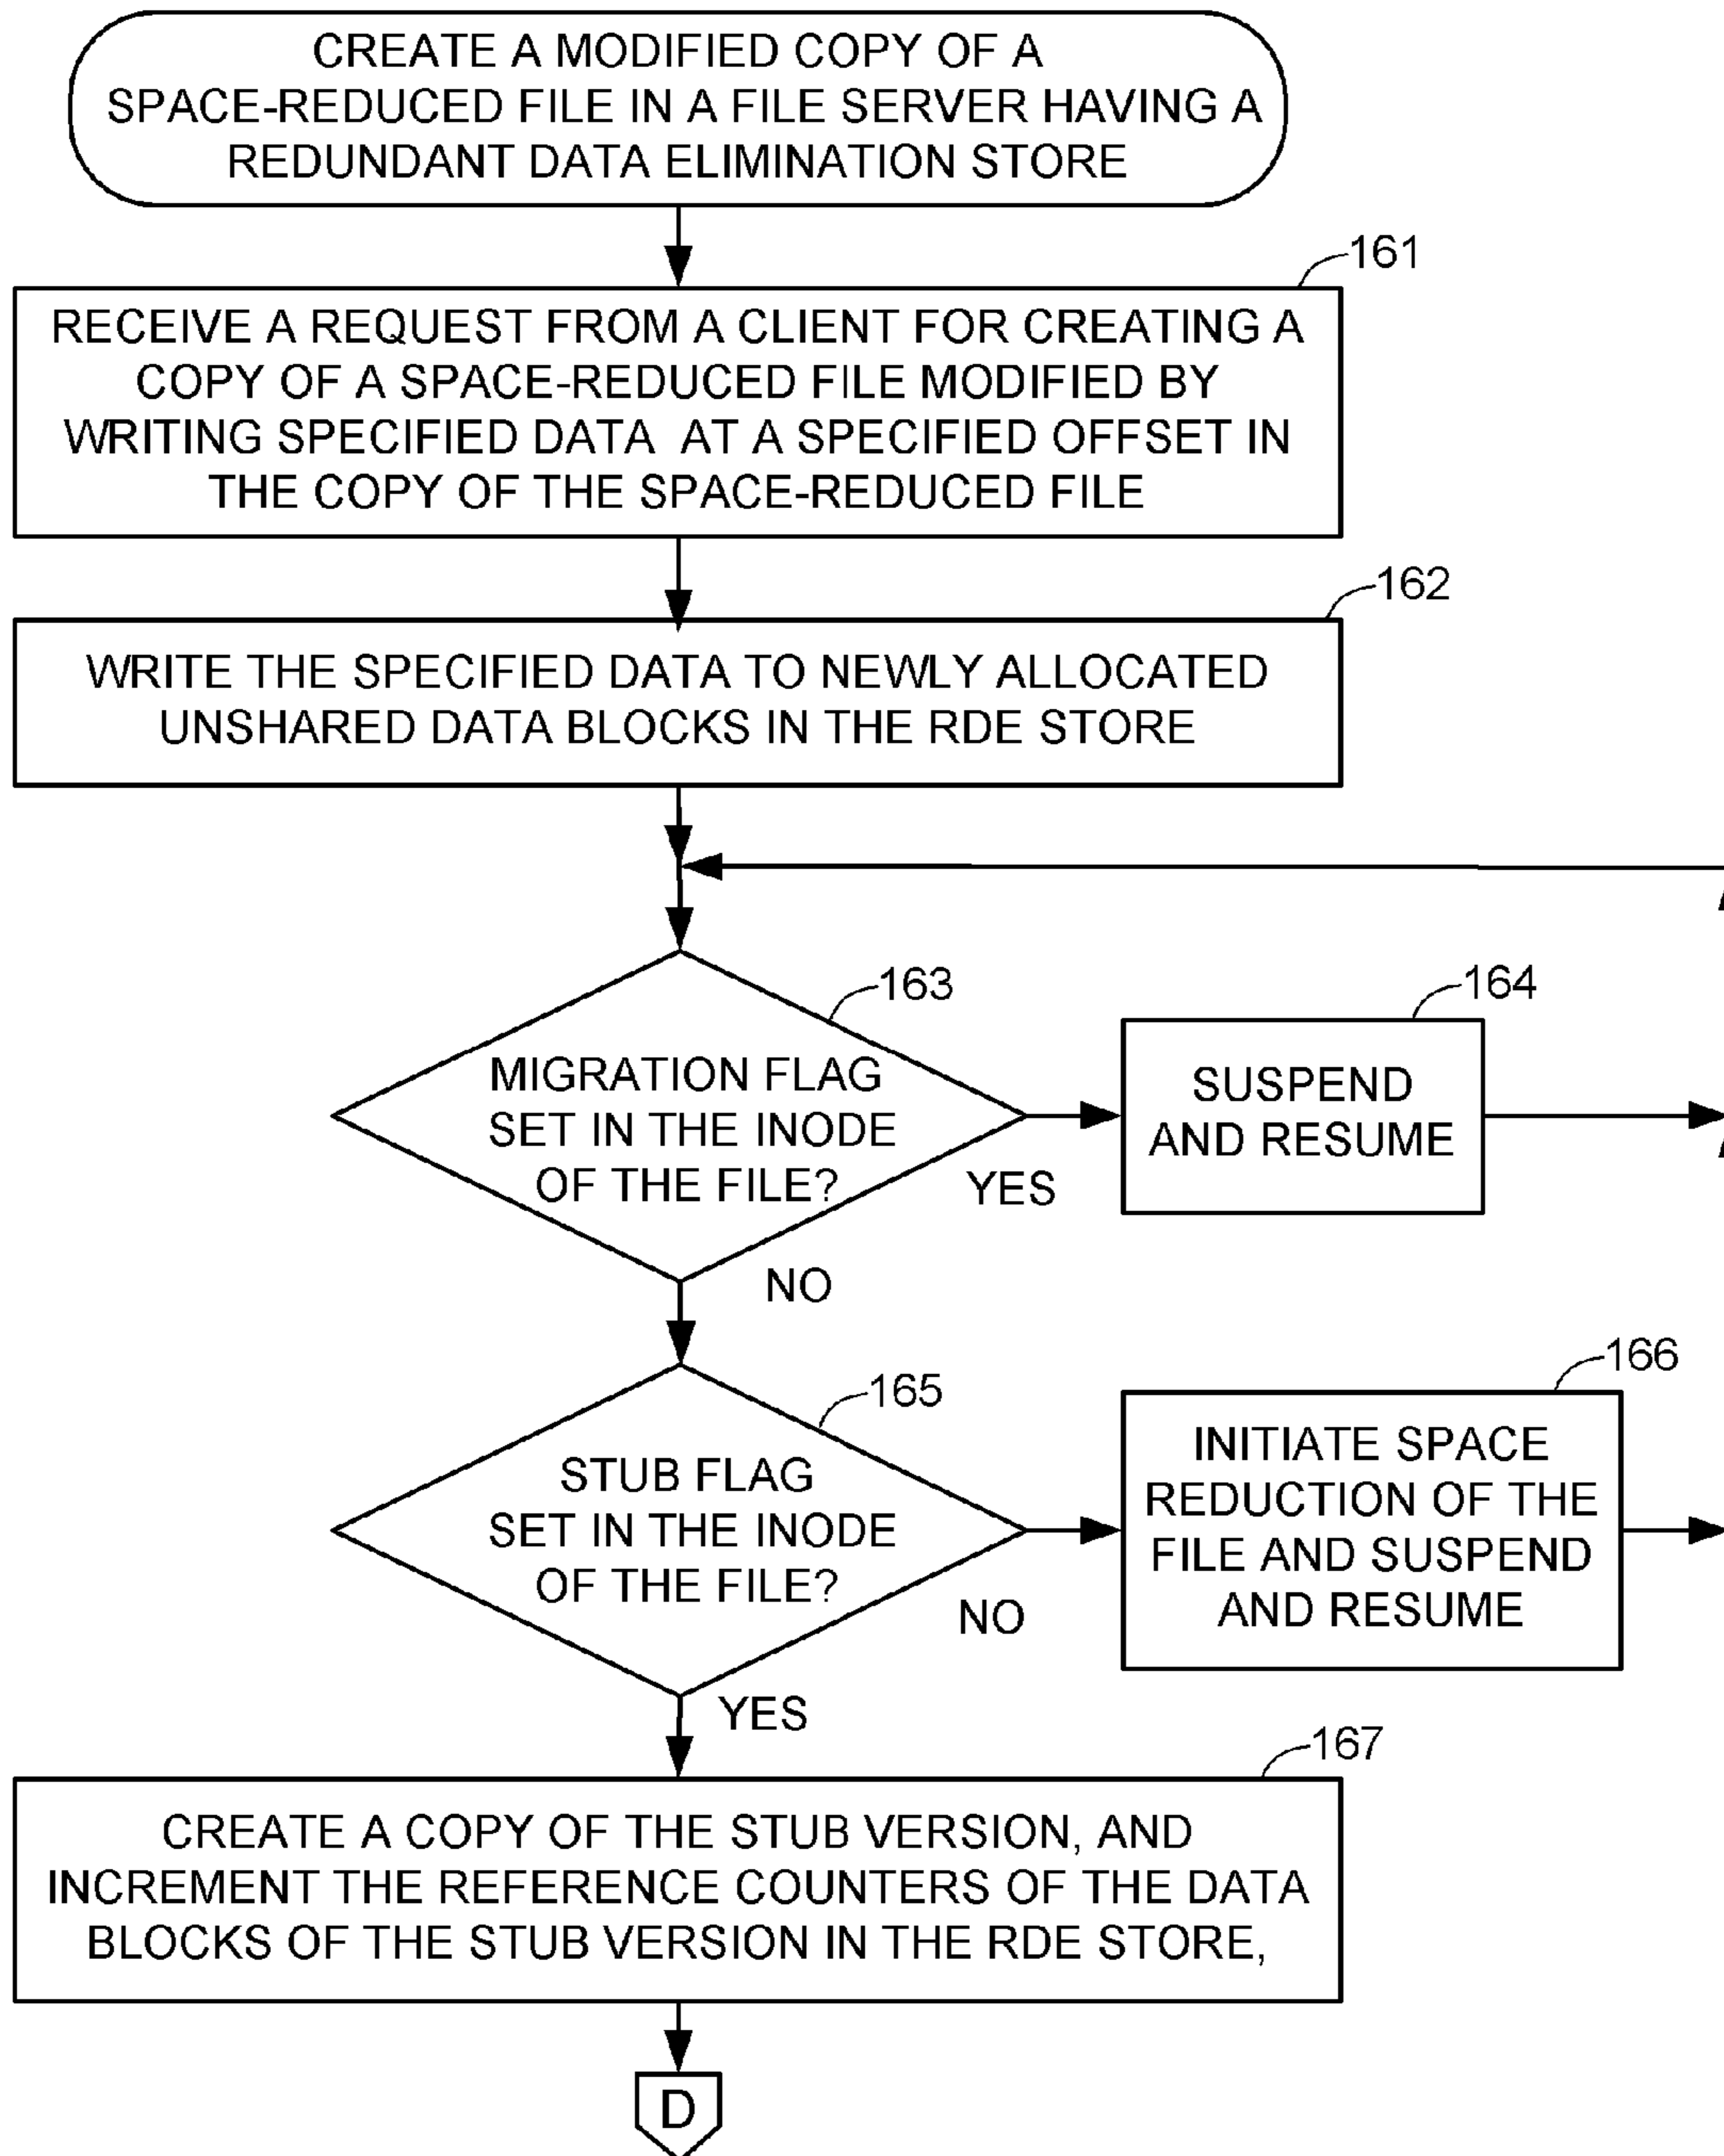 CREATE A MODIFIED COPY OF A
SPACE-REDUCED FILE IN A FILE SERVER HAVING A
REDUNDANT DATA ELIMINATION STORE
161
RECEIVE A REQUEST FROM A CLIENT FOR CREATING A
COPY OF A SPACE-REDUCED FILE MODIFIED BY
WRITING SPECIFIED DATA AT A SPECIFIED OFFSET IN
THE COPY OF THE SPACE-REDUCED FILE
162
WRITE THE SPECIFIED DATA TO NEWLY ALLOCATED
UNSHARED DATA BLOCKS IN THE RDE STORE
163
MIGRATION FLAG
SET IN THE INODE
OF THE FILE?
YES
164
SUSPEND
AND RESUME
NO
165
STUB FLAG
SET IN THE INODE
OF THE FILE?
NO
166
INITIATE SPACE
REDUCTION OF THE
FILE AND SUSPEND
AND RESUME
YES
167
CREATE A COPY OF THE STUB VERSION, AND
INCREMENT THE REFERENCE COUNTERS OF THE DATA
BLOCKS OF THE STUB VERSION IN THE RDE STORE,
D